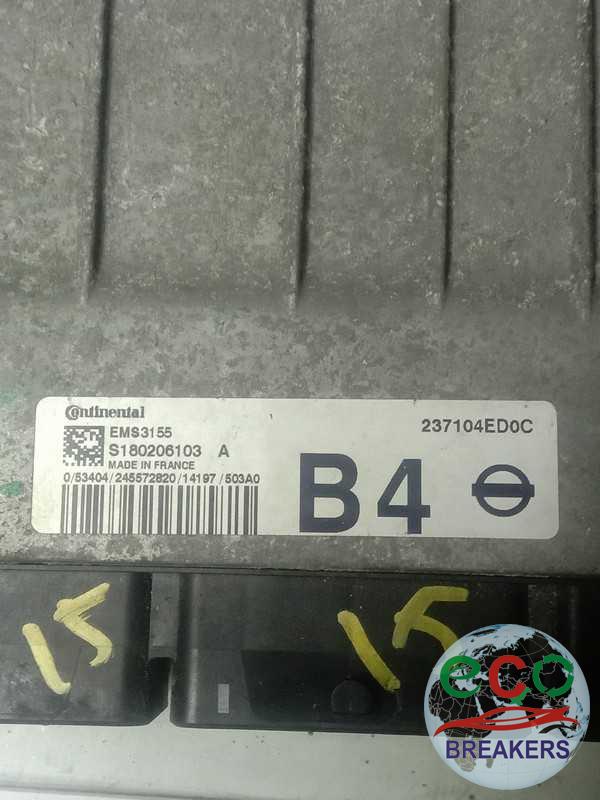 Continental
EMS3155
237104ED0C
S180206103 A
MADE IN FRANCE
0/53404/245572820/14197/503A0
B4
15
15
eco
BREAKERS